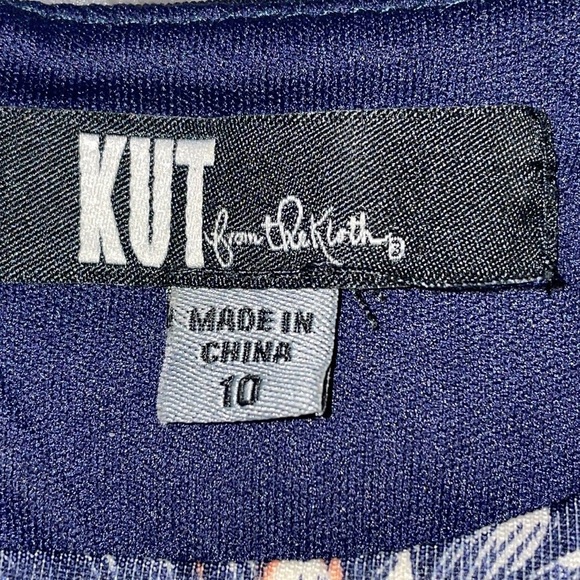 KUT from the Kloth ®
MADE IN
CHINA
10